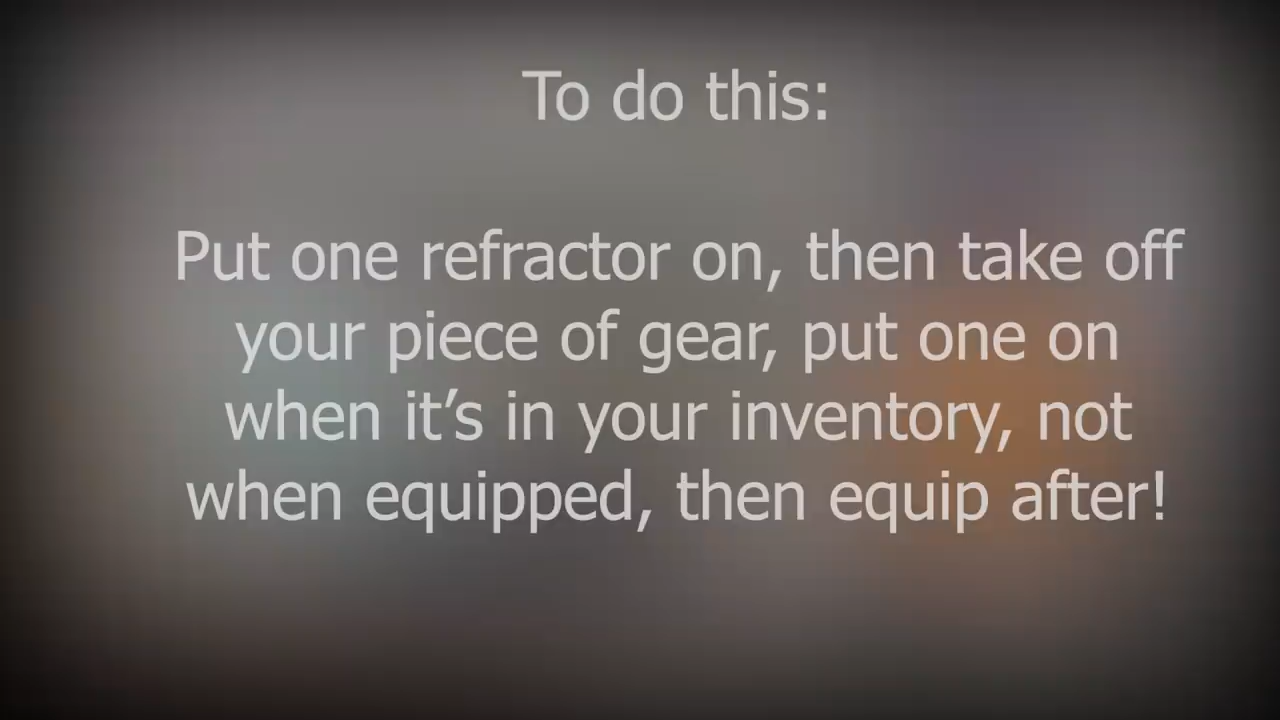 To do this:
Put one refractor on, then take off
your piece of gear, put one on
when it’s in your inventory, not
when equipped, then equip after!